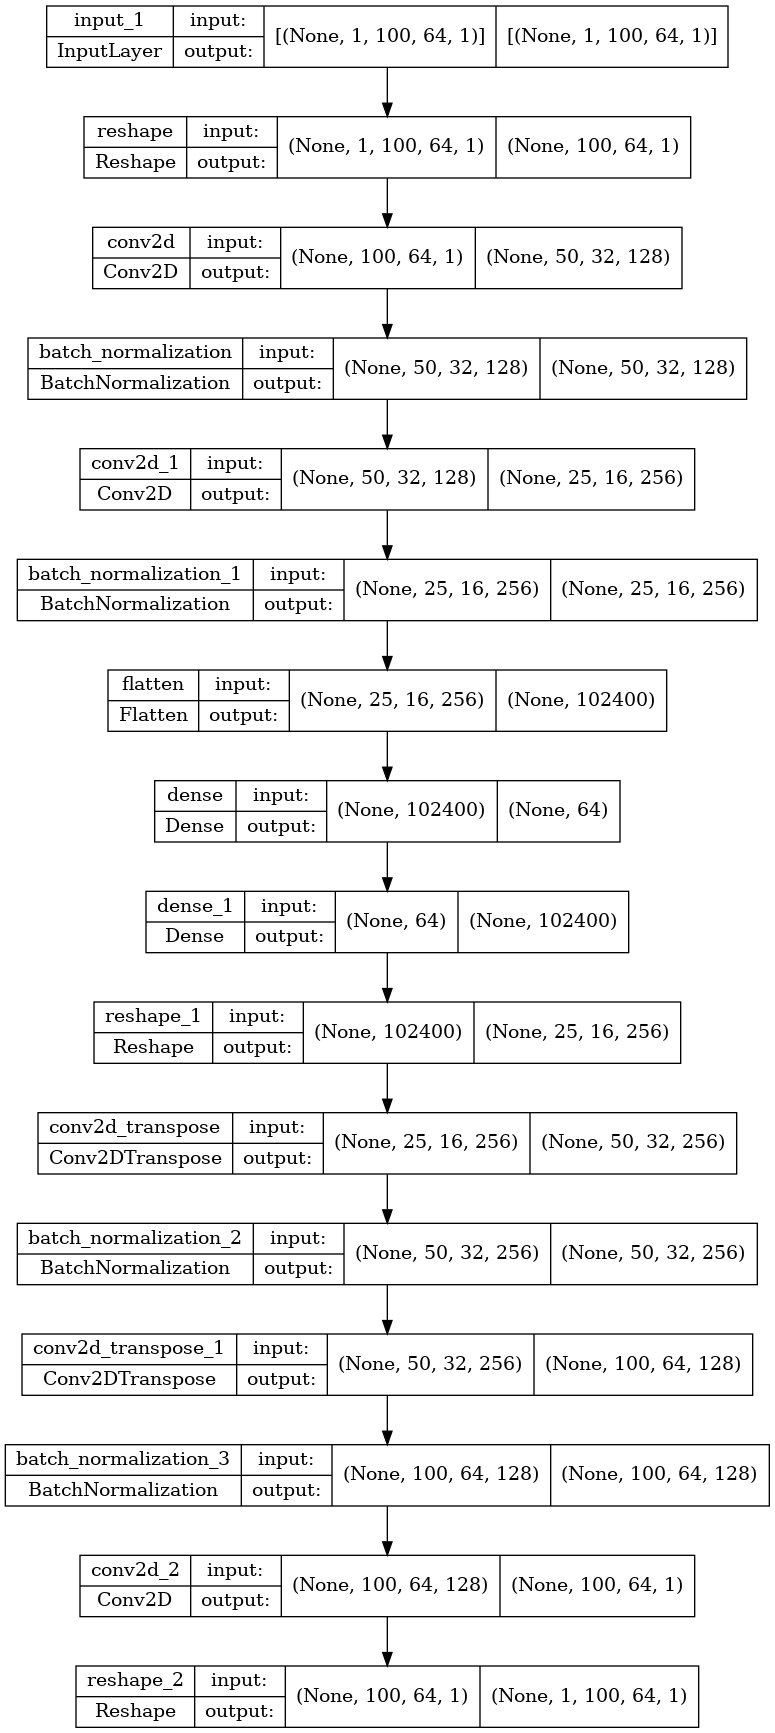 input_1 input: [(None, 1, 100, 64, 1)] [(None, 1, 100, 64, 1)]
InputLayer output:
reshape input: (None, 1, 100, 64, 1) (None, 100, 64, 1)
Reshape output:
conv2d input: (None, 100, 64, 1) (None, 50, 32, 128)
Conv2D output:
batch_normalization input: (None, 50, 32, 128) (None, 50, 32, 128)
BatchNormalization output:
conv2d_1 input: (None, 50, 32, 128) (None, 25, 16, 256)
Conv2D output:
batch_normalization_1 input: (None, 25, 16, 256) (None, 25, 16, 256)
BatchNormalization output:
flatten input: (None, 25, 16, 256) (None, 102400)
Flatten output:
dense input: (None, 102400) (None, 64)
Dense output:
dense_1 input: (None, 64) (None, 102400)
Dense output:
reshape_1 input: (None, 102400) (None, 25, 16, 256)
Reshape output:
conv2d_transpose input: (None, 25, 16, 256) (None, 50, 32, 256)
Conv2DTranspose output:
batch_normalization_2 input: (None, 50, 32, 256) (None, 50, 32, 256)
BatchNormalization output:
conv2d_transpose_1 input: (None, 50, 32, 256) (None, 100, 64, 128)
Conv2DTranspose output:
batch_normalization_3 input: (None, 100, 64, 128) (None, 100, 64, 128)
BatchNormalization output:
conv2d_2 input: (None, 100, 64, 128) (None, 100, 64, 1)
Conv2D output:
reshape_2 input: (None, 100, 64, 1) (None, 1, 100, 64, 1)
Reshape output: